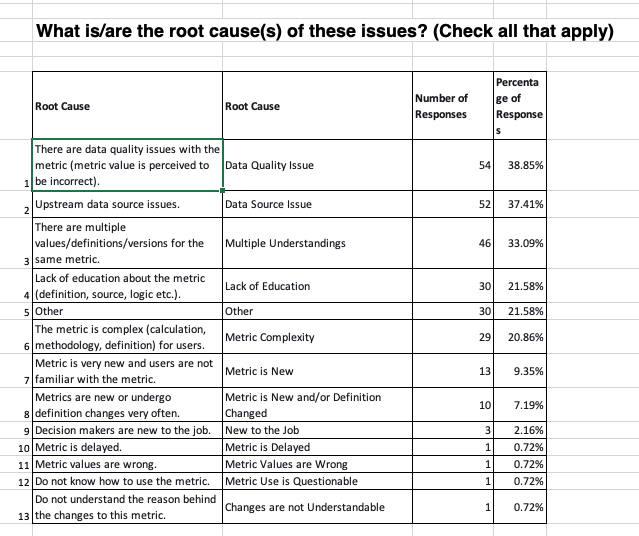 What is/are the root cause(s) of these issues? (Check all that apply)
Root Cause Root Cause Number of Responses Percenta
ge of
Response
s
1 There are data quality issues with the
metric (metric value is perceived to
be incorrect). Data Quality Issue 54 38.85%
2 Upstream data source issues. Data Source Issue 52 37.41%
3 There are multiple
values/definitions/versions for the
same metric. Multiple Understandings 46 33.09%
4 Lack of education about the metric
(definition, source, logic etc.). Lack of Education 30 21.58%
5 Other Other 30 21.58%
6 The metric is complex (calculation,
methodology, definition) for users. Metric Complexity 29 20.86%
7 Metric is very new and users are not
familiar with the metric. Metric is New 13 9.35%
8 Metrics are new or undergo
definition changes very often. Metric is New and/or Definition
Changed 10 7.19%
9 Decision makers are new to the job. New to the Job 3 2.16%
10 Metric is delayed. Metric is Delayed 1 0.72%
11 Metric values are wrong. Metric Values are Wrong 1 0.72%
12 Do not know how to use the metric. Metric Use is Questionable 1 0.72%
13 Do not understand the reason behind
the changes to this metric. Changes are not Understandable 1 0.72%